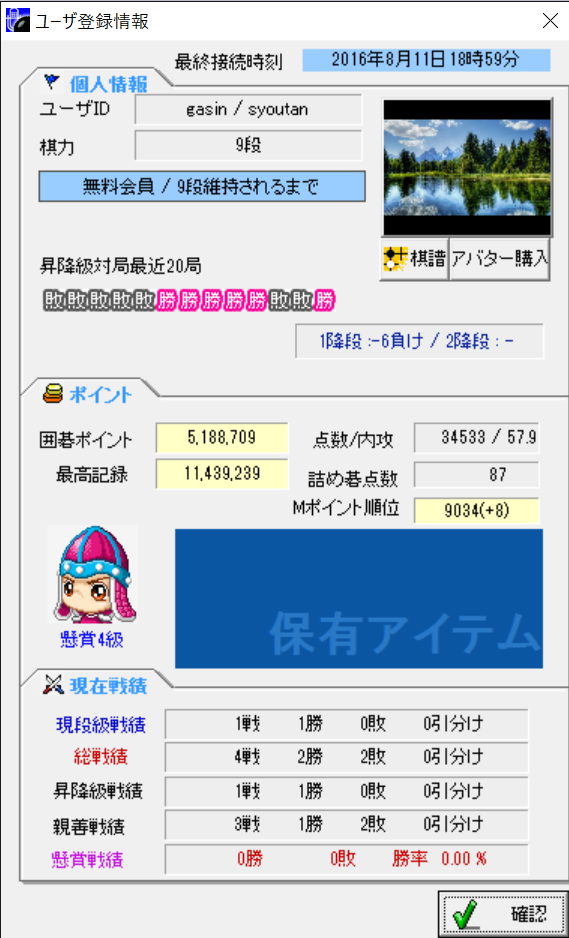 ユーザ登録情報
最終接続時刻 2016年8月11日 18時59分
個人情報
ユーザID gasin / syoutan
棋力 9段
無料会員 / 9段維持されるまで
棋譜 アバター購入
昇降級対局最近20局
敗敗敗敗敗勝勝勝勝勝敗敗勝
1降段:-6負け / 2降段:-
ポイント
囲碁ポイント 5,188,709 点数/内攻 34533 / 57.9
最高記録 11,439,239 詰め碁点数 87
Mポイント順位 9034(+8)
懸賞4級
保有アイテム
現在戦績
現段級戦績 1戦 1勝 0敗 0引分け
総戦績 4戦 2勝 2敗 0引分け
昇降級戦績 1戦 1勝 0敗 0引分け
親善戦績 3戦 1勝 2敗 0引分け
懸賞戦績 0勝 0敗 勝率 0.00 %
確認